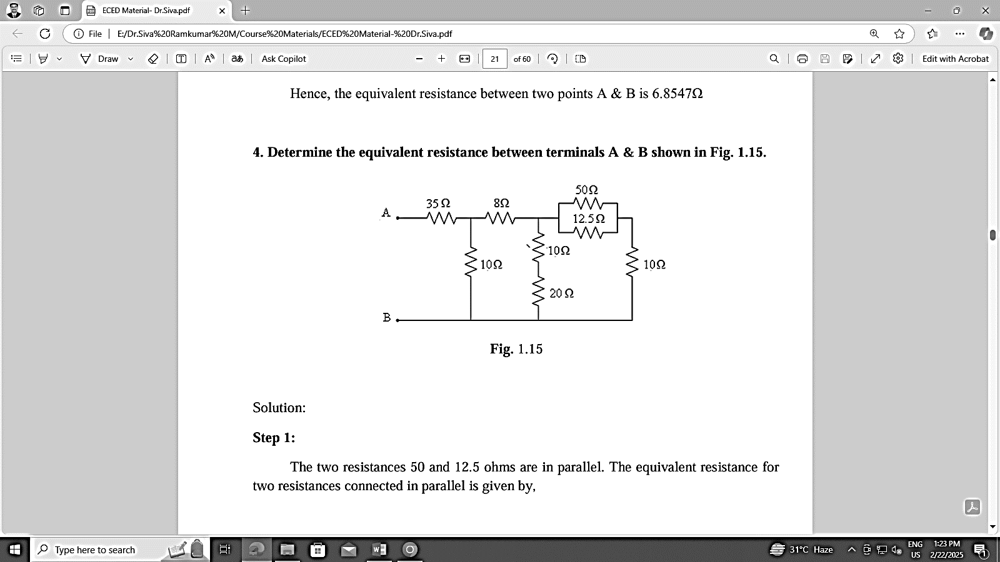 ECED Material- Dr.Siva.pdf
File
E:/Dr.Siva%20Ramkumar%20M/Course%20Materials/ECED%20Material-%20Dr.Siva.pdf
Draw
Ask Copilot
21 of 60
Edit with Acrobat
Hence, the equivalent resistance between two points A & B is 6.8547Ω
4. Determine the equivalent resistance between terminals A & B shown in Fig. 1.15.
50Ω
35Ω 8Ω
A
12.5Ω
10Ω
10Ω 10Ω
20Ω
B
Fig. 1.15
Solution:
Step 1:
The two resistances 50 and 12.5 ohms are in parallel. The equivalent resistance for
two resistances connected in parallel is given by,
Type here to search
31°C Haze
ENG
US
1:23 PM
2/22/2025
1